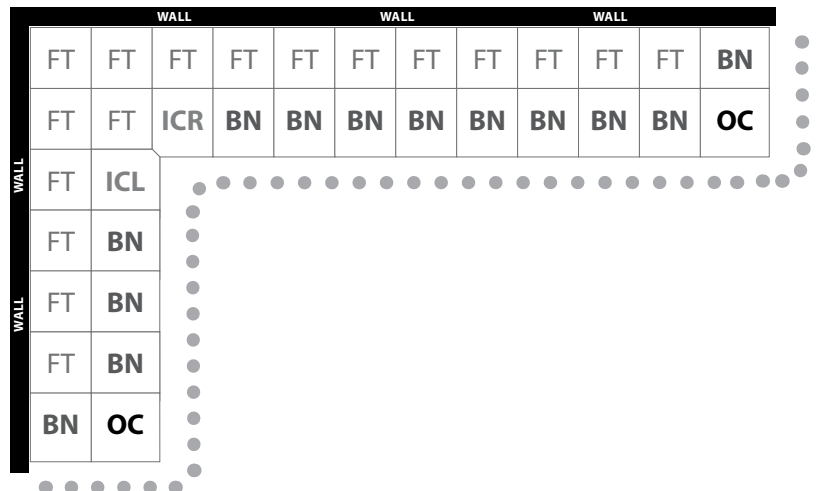 WALL WALL WALL
FT FT FT FT FT FT FT FT FT FT FT BN
FT FT ICR BN BN BN BN BN BN BN BN OC
WALL
FT ICL
FT BN
WALL
FT BN
FT BN
BN OC